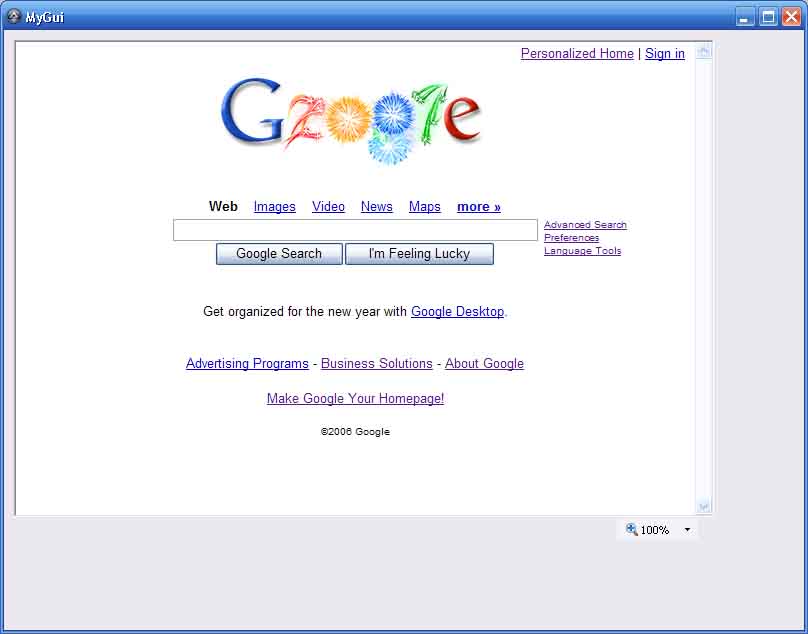 MyGui
Personalized Home | Sign in
G2007e
Web Images Video News Maps more »
Advanced Search
Preferences
Language Tools
Google Search I'm Feeling Lucky
Get organized for the new year with Google Desktop.
Advertising Programs - Business Solutions - About Google
Make Google Your Homepage!
©2006 Google
100%